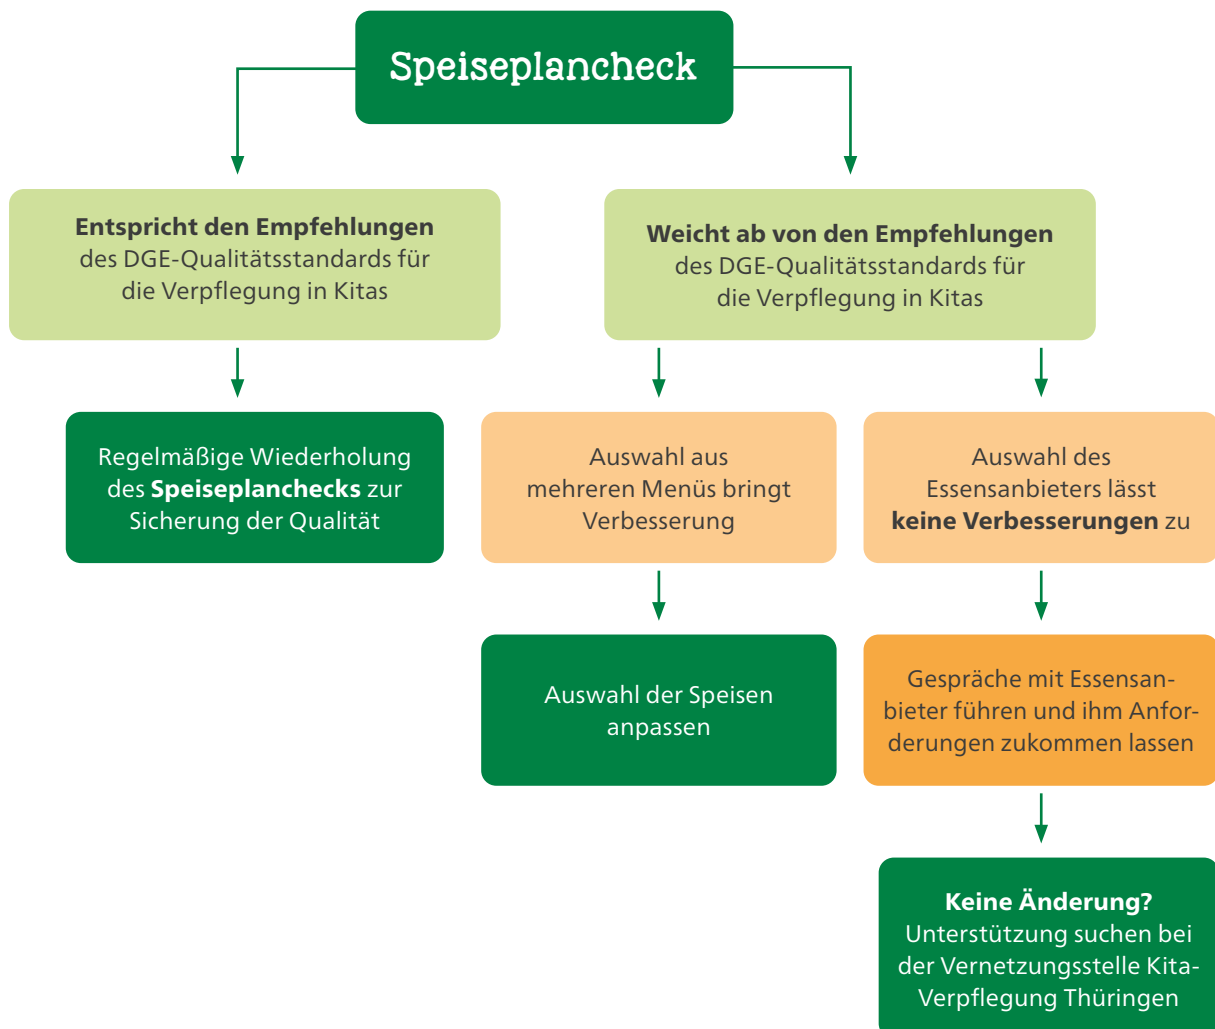 Speiseplancheck
Entspricht den Empfehlungen
des DGE-Qualitätsstandards für
die Verpflegung in Kitas
Weicht ab von den Empfehlungen
des DGE-Qualitätsstandards für
die Verpflegung in Kitas
Regelmäßige Wiederholung
des Speiseplanchecks zur
Sicherung der Qualität
Auswahl aus
mehreren Menüs bringt
Verbesserung
Auswahl des
Essensanbieters lässt
keine Verbesserungen zu
Auswahl der Speisen
anpassen
Gespräche mit Essensan-
bieter führen und ihm Anfor-
derungen zukommen lassen
Keine Änderung?
Unterstützung suchen bei
der Vernetzungsstelle Kita-
Verpflegung Thüringen